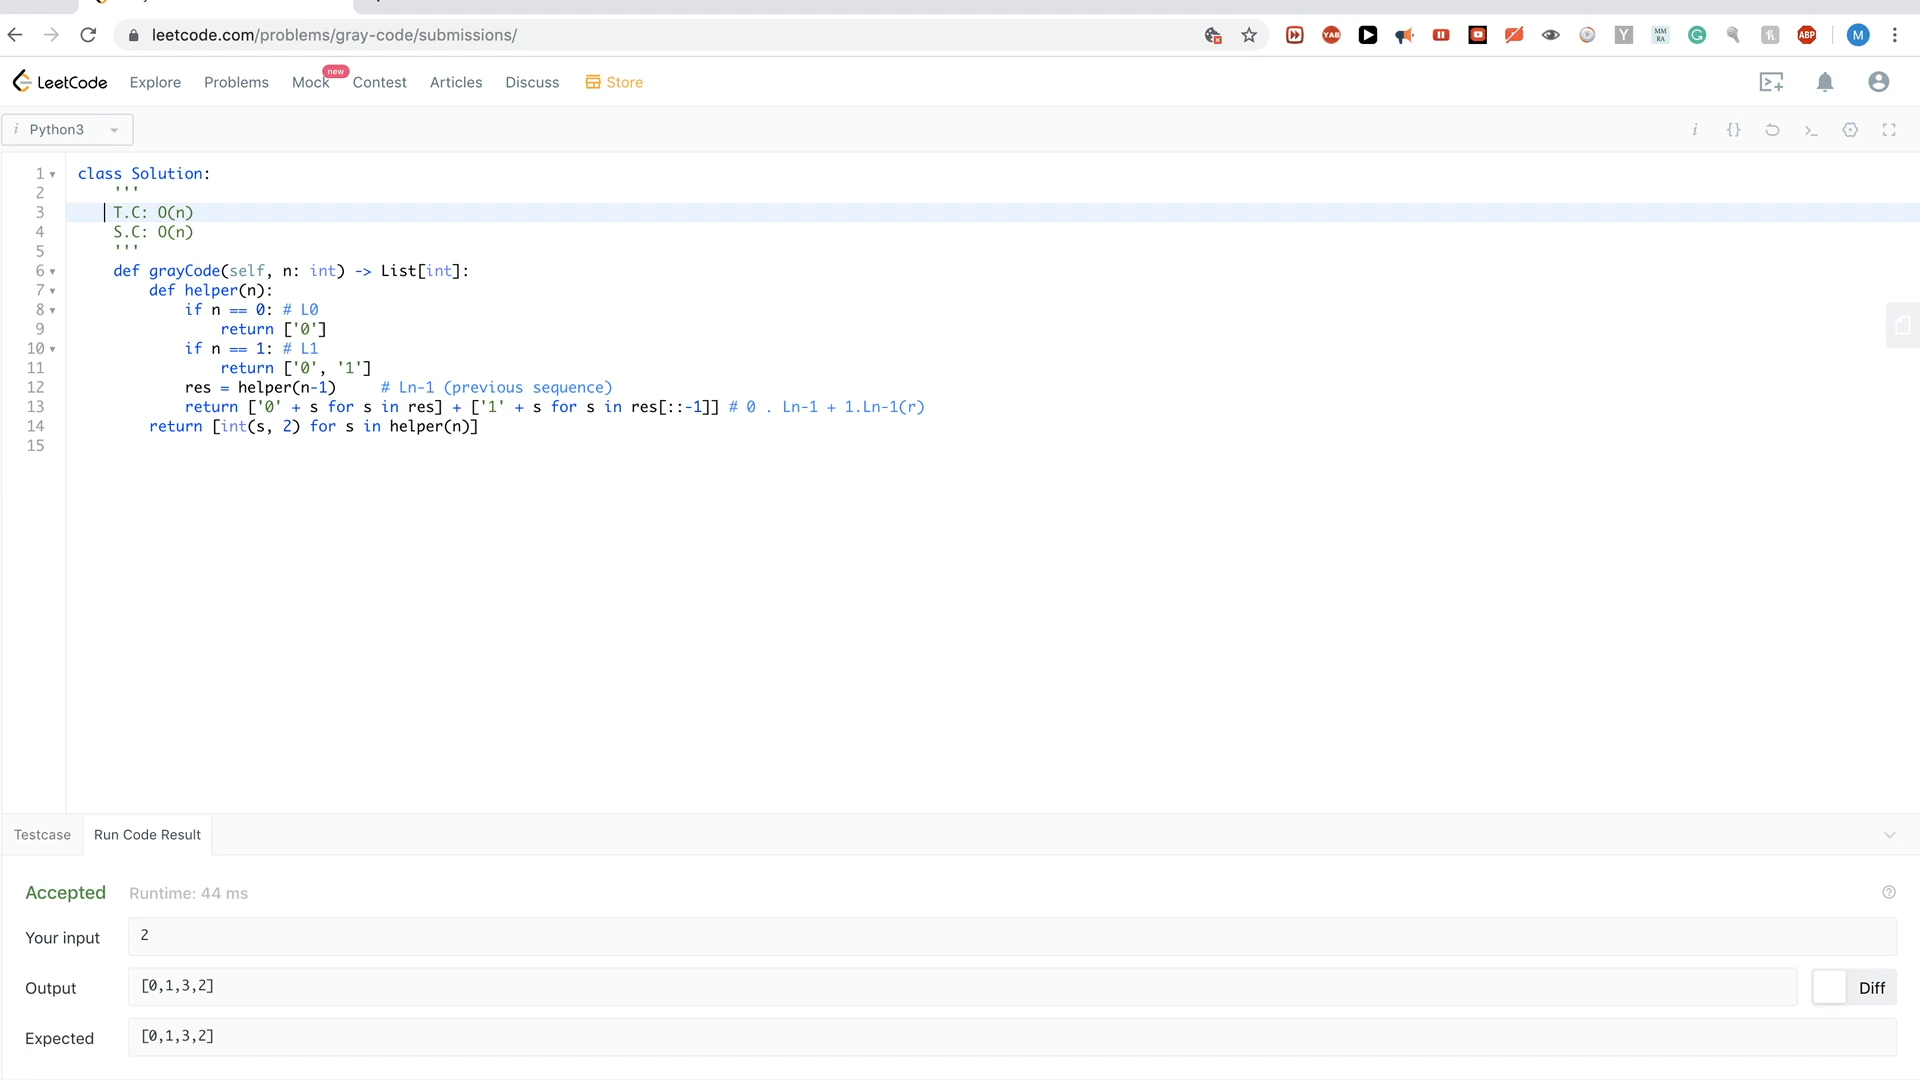 leetcode.com/problems/gray-code/submissions/
YAB
Y
MM
RA
ABP
M
LeetCode Explore Problems Mock new Contest Articles Discuss Store
i Python3
i {} >_
1 class Solution:
2 '''
3 T.C: O(n)
4 S.C: O(n)
5 '''
6 def grayCode(self, n: int) -> List[int]:
7 def helper(n):
8 if n == 0: # L0
9 return ['0']
10 if n == 1: # L1
11 return ['0', '1']
12 res = helper(n-1) # Ln-1 (previous sequence)
13 return ['0' + s for s in res] + ['1' + s for s in res[::-1]] # 0 . Ln-1 + 1.Ln-1(r)
14 return [int(s, 2) for s in helper(n)]
15
Testcase Run Code Result
Accepted Runtime: 44 ms
Your input 2
Output [0,1,3,2] Diff
Expected [0,1,3,2]